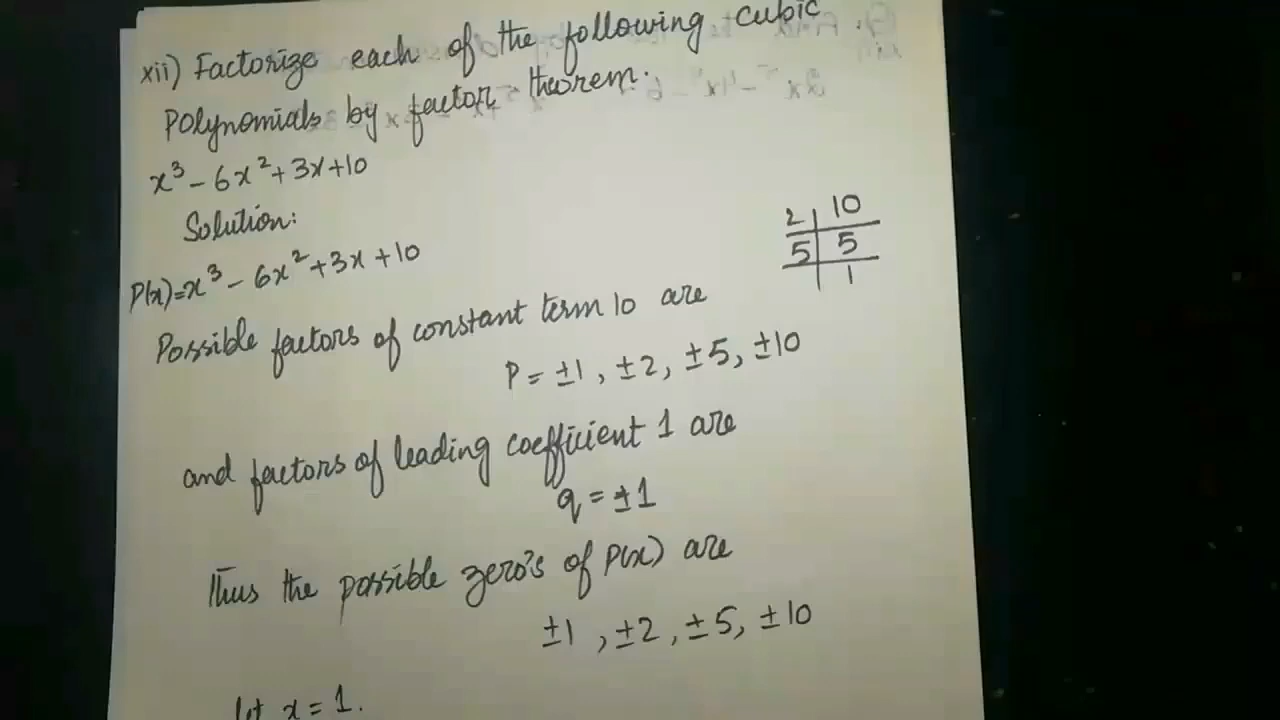 xii) Factorize each of the following cubic
Polynomials by factor theorem.
x³ - 6x² + 3x + 10
Solution:
P(x) = x³ - 6x² + 3x + 10
2 | 10
5 | 5
| 1
Possible factors of constant term 10 are
P = ±1, ±2, ±5, ±10
and factors of leading coefficient 1 are
q = ±1
Thus the possible zero's of P(x) are
±1, ±2, ±5, ±10
let x = 1.